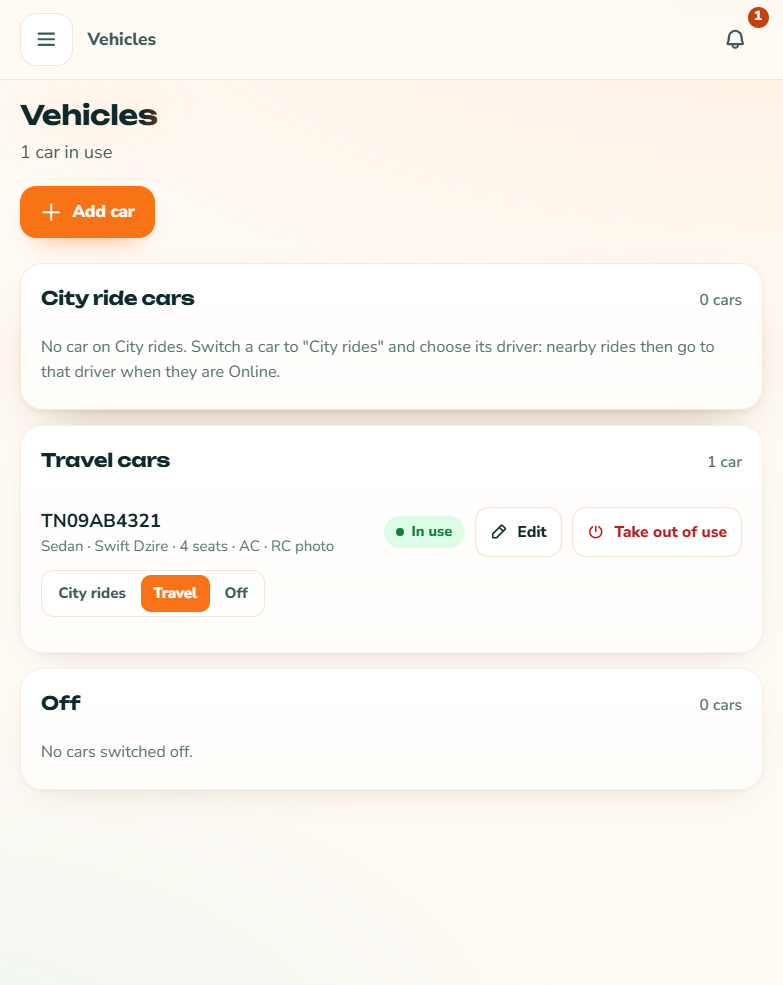 Vehicles
1
Vehicles
1 car in use
Add car
City ride cars
0 cars
No car on City rides. Switch a car to "City rides" and choose its driver: nearby rides then go to
that driver when they are Online.
Travel cars
1 car
TN09AB4321
Sedan · Swift Dzire · 4 seats · AC · RC photo
In use
Edit
Take out of use
City rides
Travel
Off
Off
0 cars
No cars switched off.